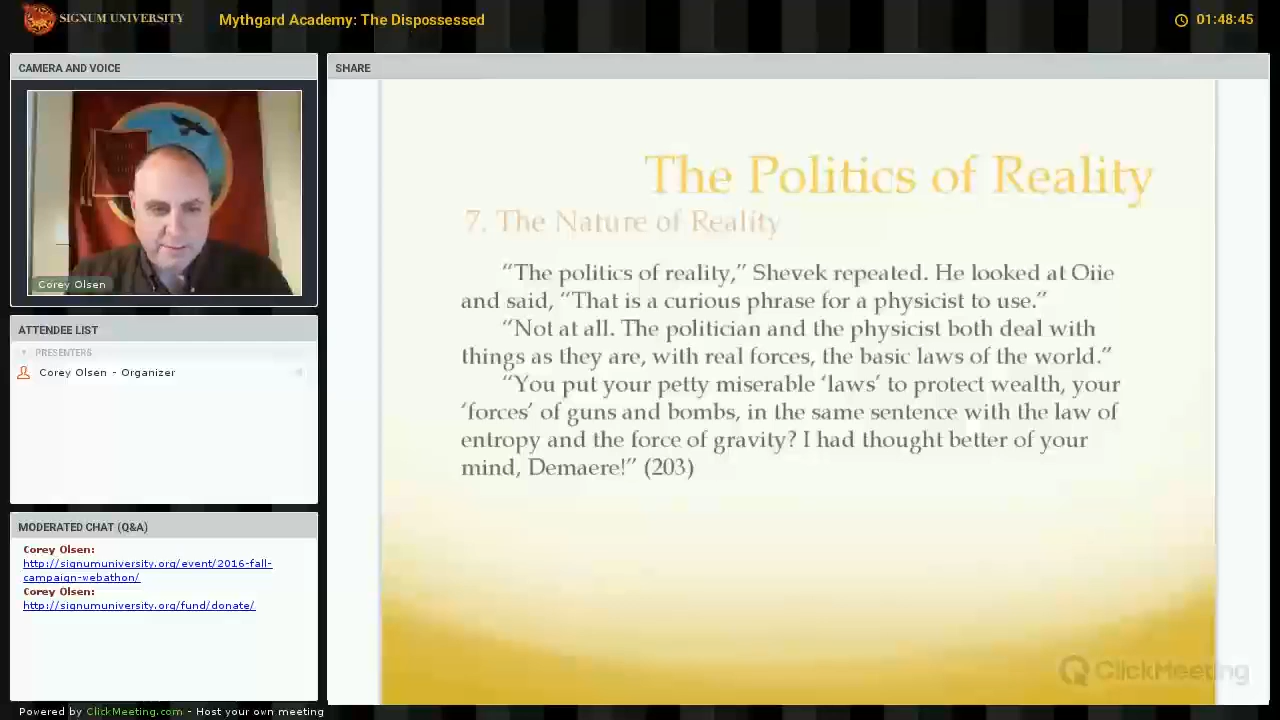 SIGNUM UNIVERSITY
Mythgard Academy: The Dispossessed
01:48:45
CAMERA AND VOICE
Corey Olsen
ATTENDEE LIST
PRESENTERS
Corey Olsen - Organizer
MODERATED CHAT (Q&A)
Corey Olsen:
http://signumuniversity.org/event/2016-fall-
campaign-webathon/
Corey Olsen:
http://signumuniversity.org/fund/donate/
SHARE
The Politics of Reality
7. The Nature of Reality
“The politics of reality,” Shevek repeated. He looked at Oiie
and said, “That is a curious phrase for a physicist to use.”
“Not at all. The politician and the physicist both deal with
things as they are, with real forces, the basic laws of the world.”
“You put your petty miserable ‘laws’ to protect wealth, your
‘forces’ of guns and bombs, in the same sentence with the law of
entropy and the force of gravity? I had thought better of your
mind, Demaere!” (203)
ClickMeeting
Powered by ClickMeeting.com - Host your own meeting